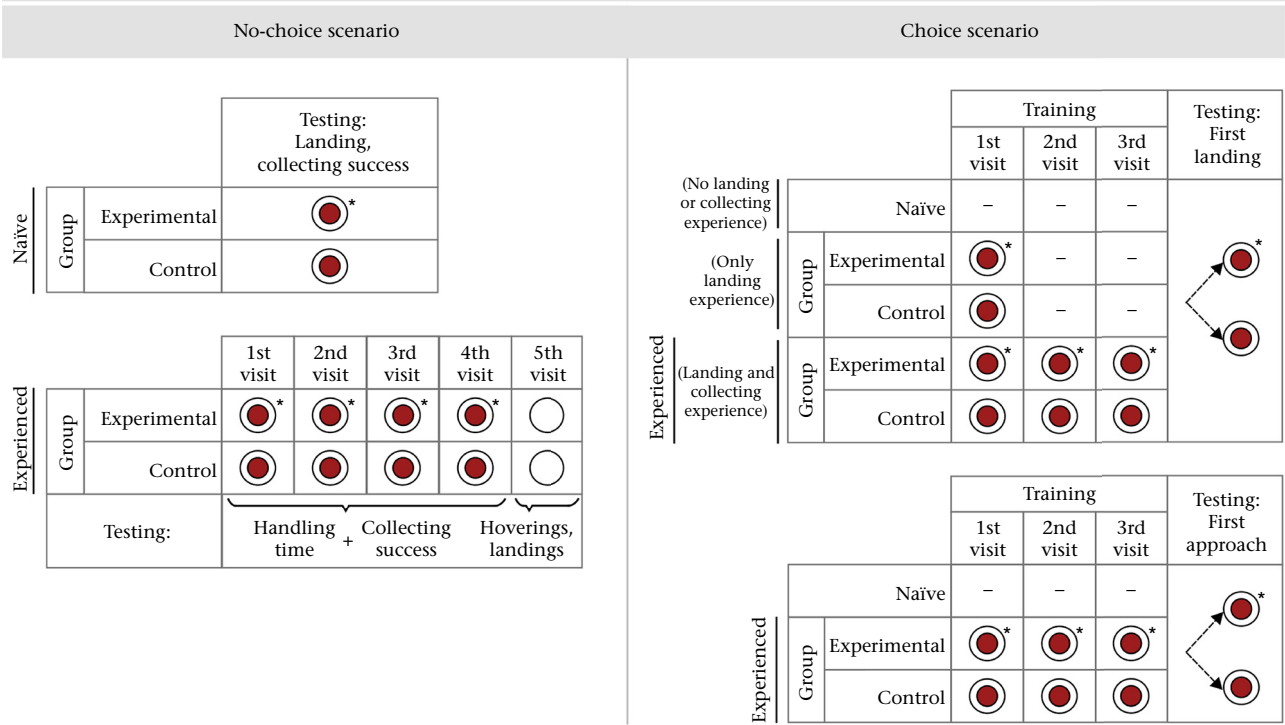 No-choice scenario
Choice scenario
Testing:
Landing,
collecting success
Naïve
Group
Experimental
*
Control
1st
visit
2nd
visit
3rd
visit
4th
visit
5th
visit
Experienced
Group
Experimental
* * * *
Control
Testing:
Handling
time
+
Collecting
success
Hoverings,
landings
Training
Testing:
First
landing
1st
visit
2nd
visit
3rd
visit
(No landing
or collecting
experience)
Naïve
– – –
(Only
landing
experience)
Group
Experimental
* – –
Control
– –
*
Experienced
(Landing and
collecting
experience)
Group
Experimental
* * *
Control
Training
Testing:
First
approach
1st
visit
2nd
visit
3rd
visit
Naïve
– – –
*
Experienced
Group
Experimental
* * *
Control